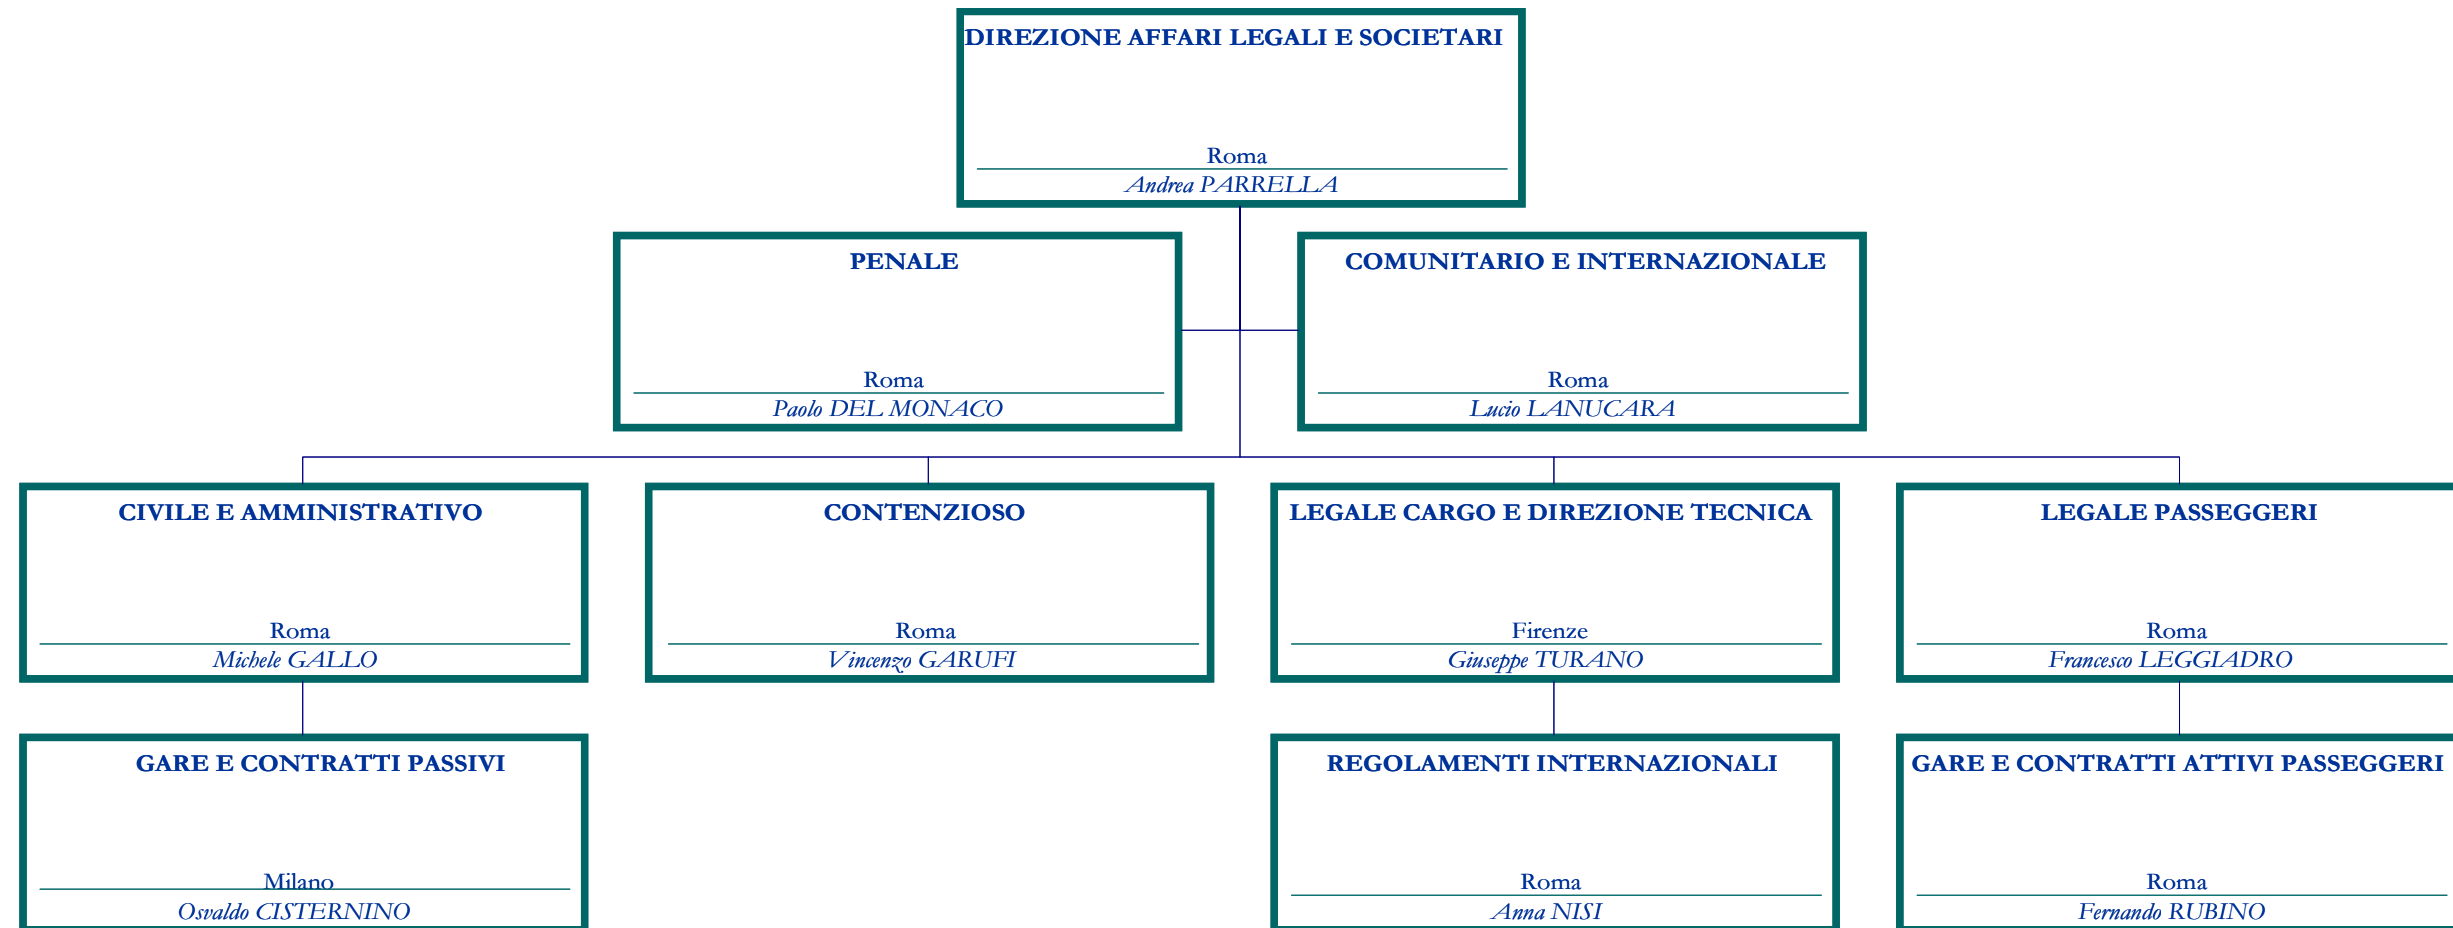 DIREZIONE AFFARI LEGALI E SOCIETARI
Roma
Andrea PARRELLA
PENALE
Roma
Paolo DEL MONACO
COMUNITARIO E INTERNAZIONALE
Roma
Lucio LANUCARA
CIVILE E AMMINISTRATIVO
Roma
Michele GALLO
CONTENZIOSO
Roma
Vincenzo GARUFI
LEGALE CARGO E DIREZIONE TECNICA
Firenze
Giuseppe TURANO
LEGALE PASSEGGERI
Roma
Francesco LEGGIADRO
GARE E CONTRATTI PASSIVI
Milano
Osvaldo CISTERNINO
REGOLAMENTI INTERNAZIONALI
Roma
Anna NISI
GARE E CONTRATTI ATTIVI PASSEGGERI
Roma
Fernando RUBINO